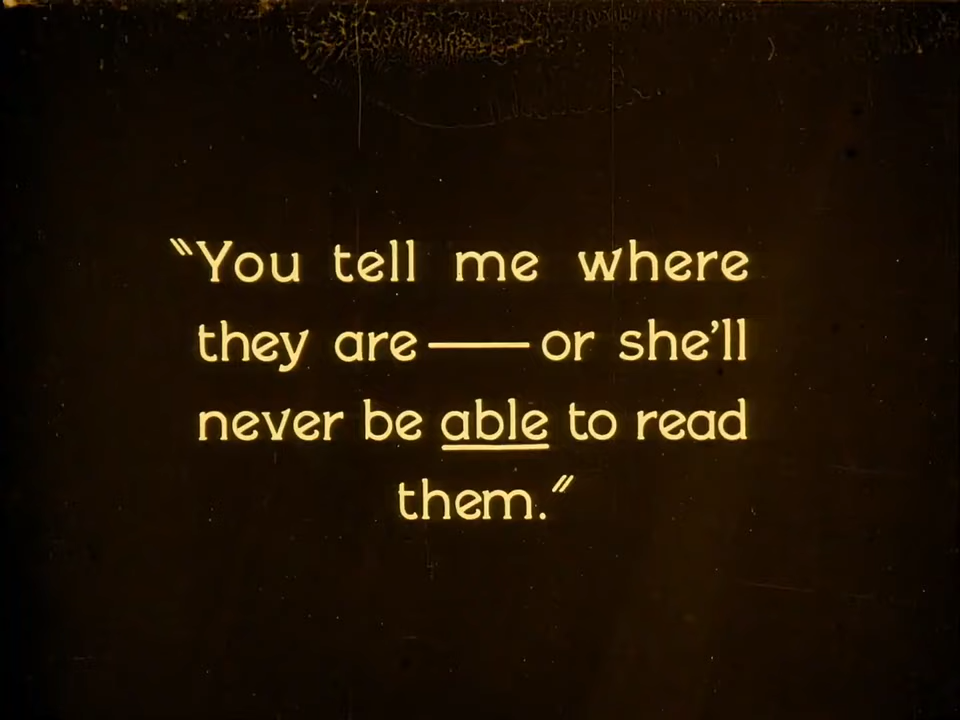 "You tell me where
they are——or she'll
never be able to read
them."